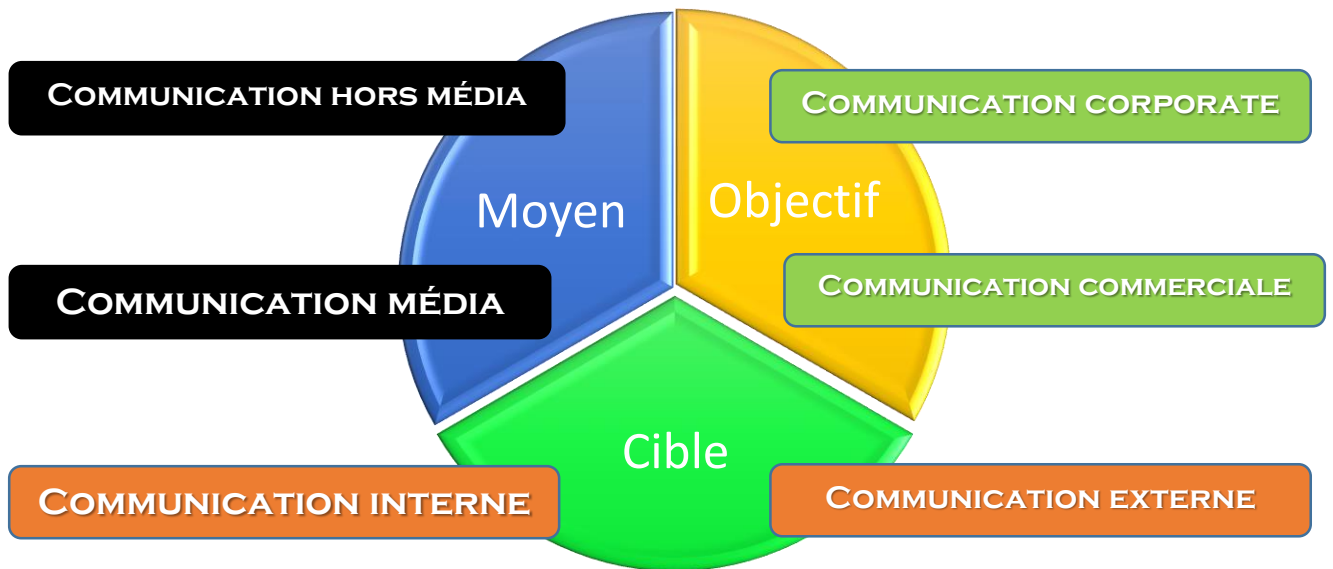 Communication hors média
Communication corporate
Moyen
Objectif
Communication média
Communication commerciale
Cible
Communication interne
Communication externe